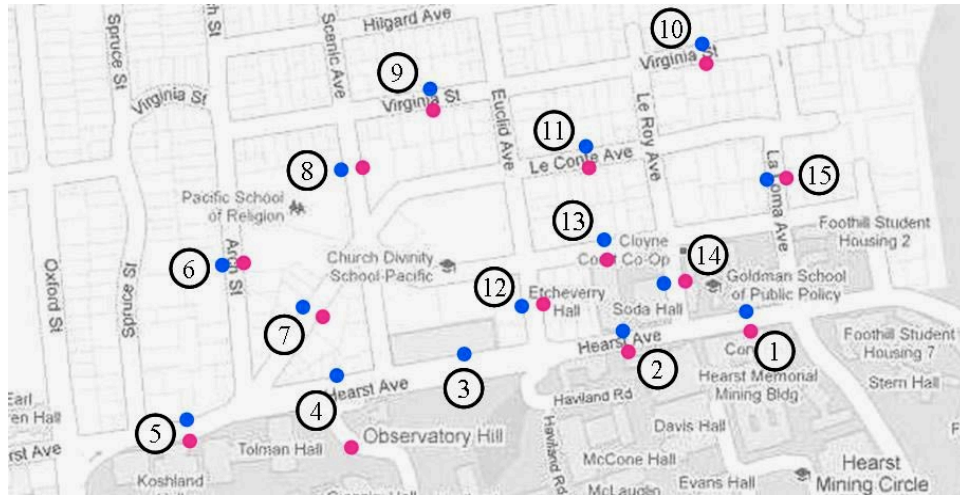 Hilgard Ave
Spruce St
Scenic Ave
10
Virginia St
9
Virginia St
Virginia St
Euclid Ave
Le Roy Ave
11
Le Conte Ave
8
La Loma Ave
15
Pacific School
of Religion
13
Foothill Student
Housing 2
Cloyne
Court Co-Op
6
Arch St
Church Divinity
School-Pacific
14
Goldman School
of Public Policy
Oxford St
Spruce St
12
Etcheverry
Hall
Soda Hall
7
Hearst Ave
1
Foothill Student
Housing 7
2
3
Hearst Ave
Hearst Memorial
Mining Bldg
Stern Hall
4
Haviland Rd
5
Tolman Hall
Observatory Hill
Haviland Rd
Davis Hall
Koshland
McCone Hall
Evans Hall
Hearst
Mining Circle